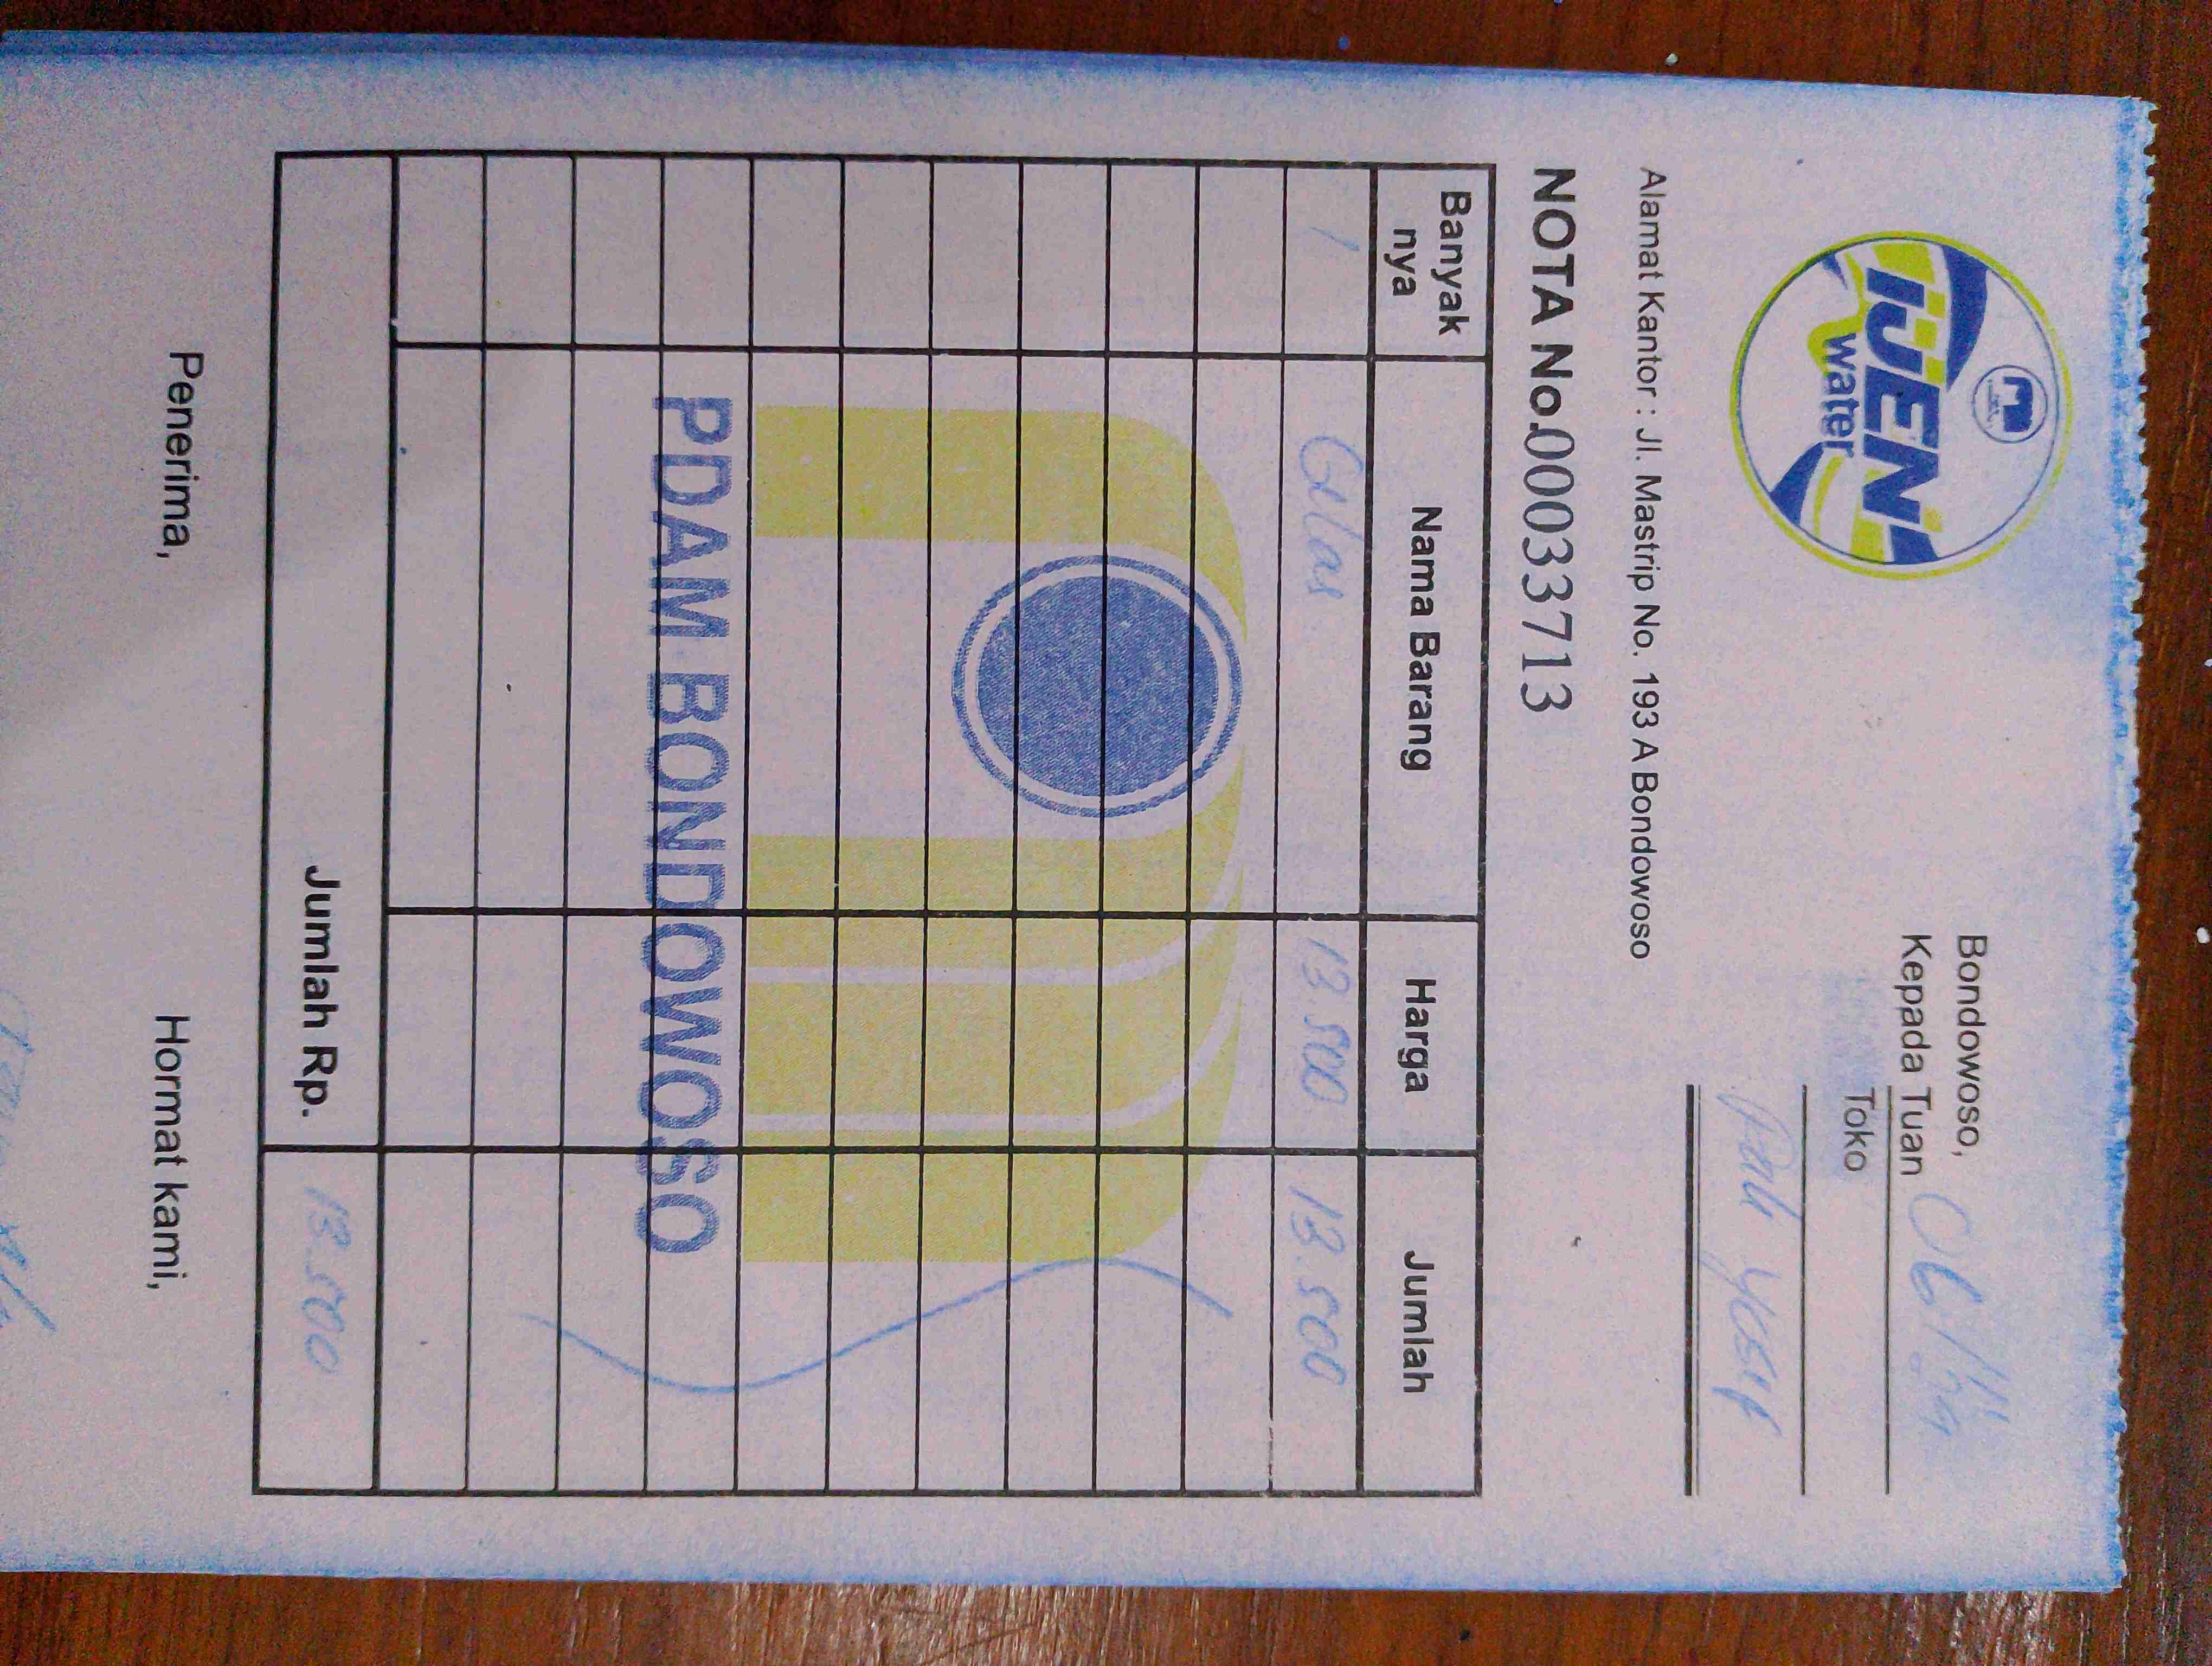 IJEN
water
Bondowoso, 06/11
Kepada Tuan
Toko
Pak Yusuf
Alamat Kantor : Jl. Mastrip No. 193 A Bondowoso
NOTA No.00033713
Banyak nya Nama Barang Harga Jumlah
1 Gelas 13.500 13.500
PDAM BONDOWOSO
Jumlah Rp. 13.500
Penerima, Hormat kami,